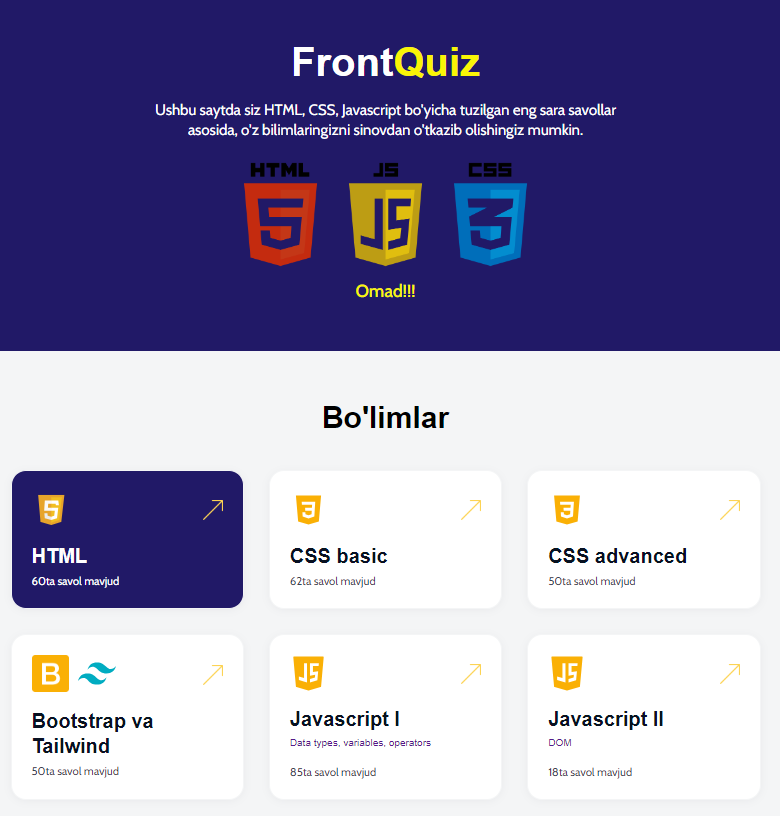 FrontQuiz
Ushbu saytda siz HTML, CSS, Javascript bo'yicha tuzilgan eng sara savollar
asosida, o'z bilimlaringizni sinovdan o'tkazib olishingiz mumkin.
HTML JS CSS
5 JS 3
Omad!!!
Bo'limlar
5
HTML
60ta savol mavjud
3
CSS basic
62ta savol mavjud
3
CSS advanced
50ta savol mavjud
B
Bootstrap va
Tailwind
50ta savol mavjud
JS
Javascript I
Data types, variables, operators
85ta savol mavjud
JS
Javascript II
DOM
18ta savol mavjud